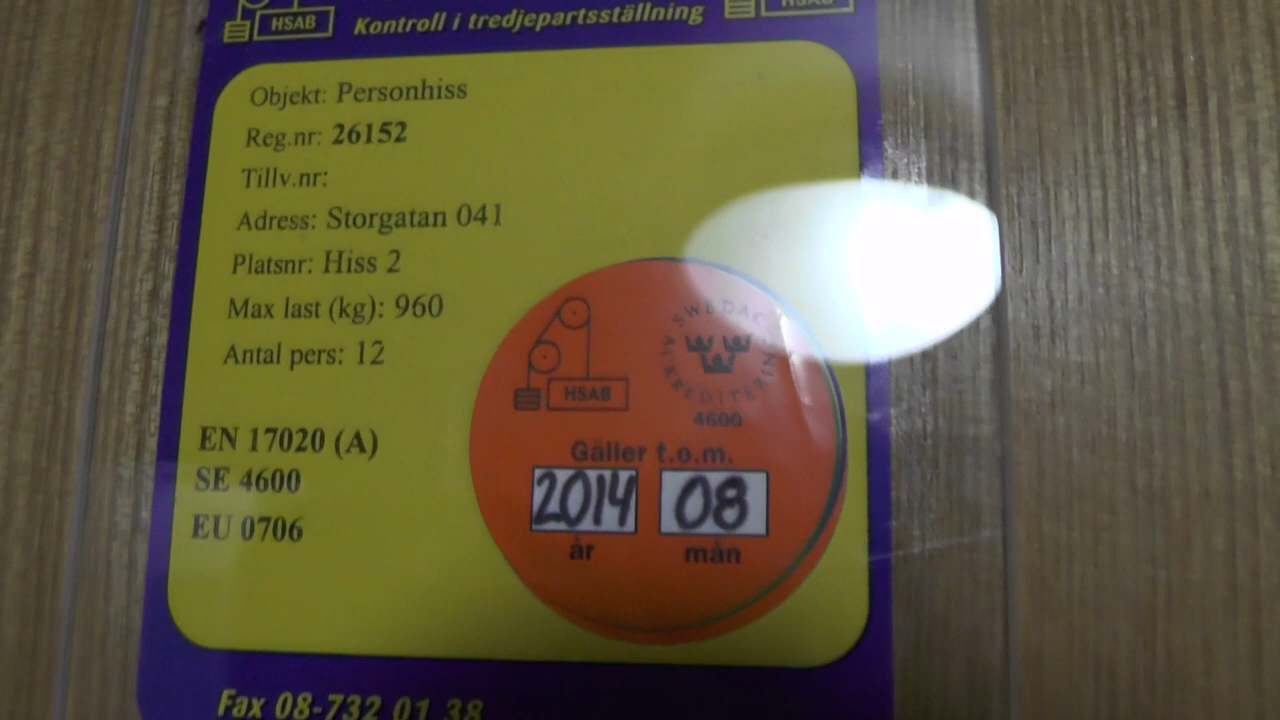 HSAB
Kontroll i tredjepartsställning
HSAB
Objekt: Personhiss
Reg.nr: 26152
Tillv.nr:
Adress: Storgatan 041
Platsnr: Hiss 2
Max last (kg): 960
Antal pers: 12
EN 17020 (A)
SE 4600
EU 0706
HSAB
SWEDAC
ACKREDITERING
4600
Gäller t.o.m.
2014 08
år mån
Fax 08-732 01 38